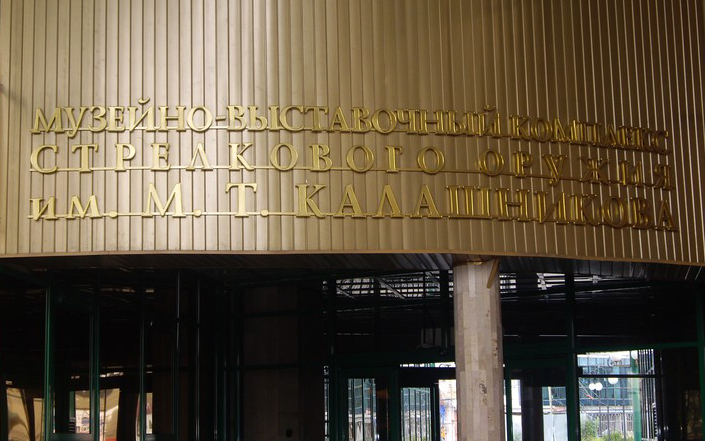 МУЗЕЙНО-ВЫСТАВОЧНЫЙ КОМПЛЕКС
СТРЕЛКОВОГО ОРУЖИЯ
ИМ. М. Т. КАЛАШНИКОВА